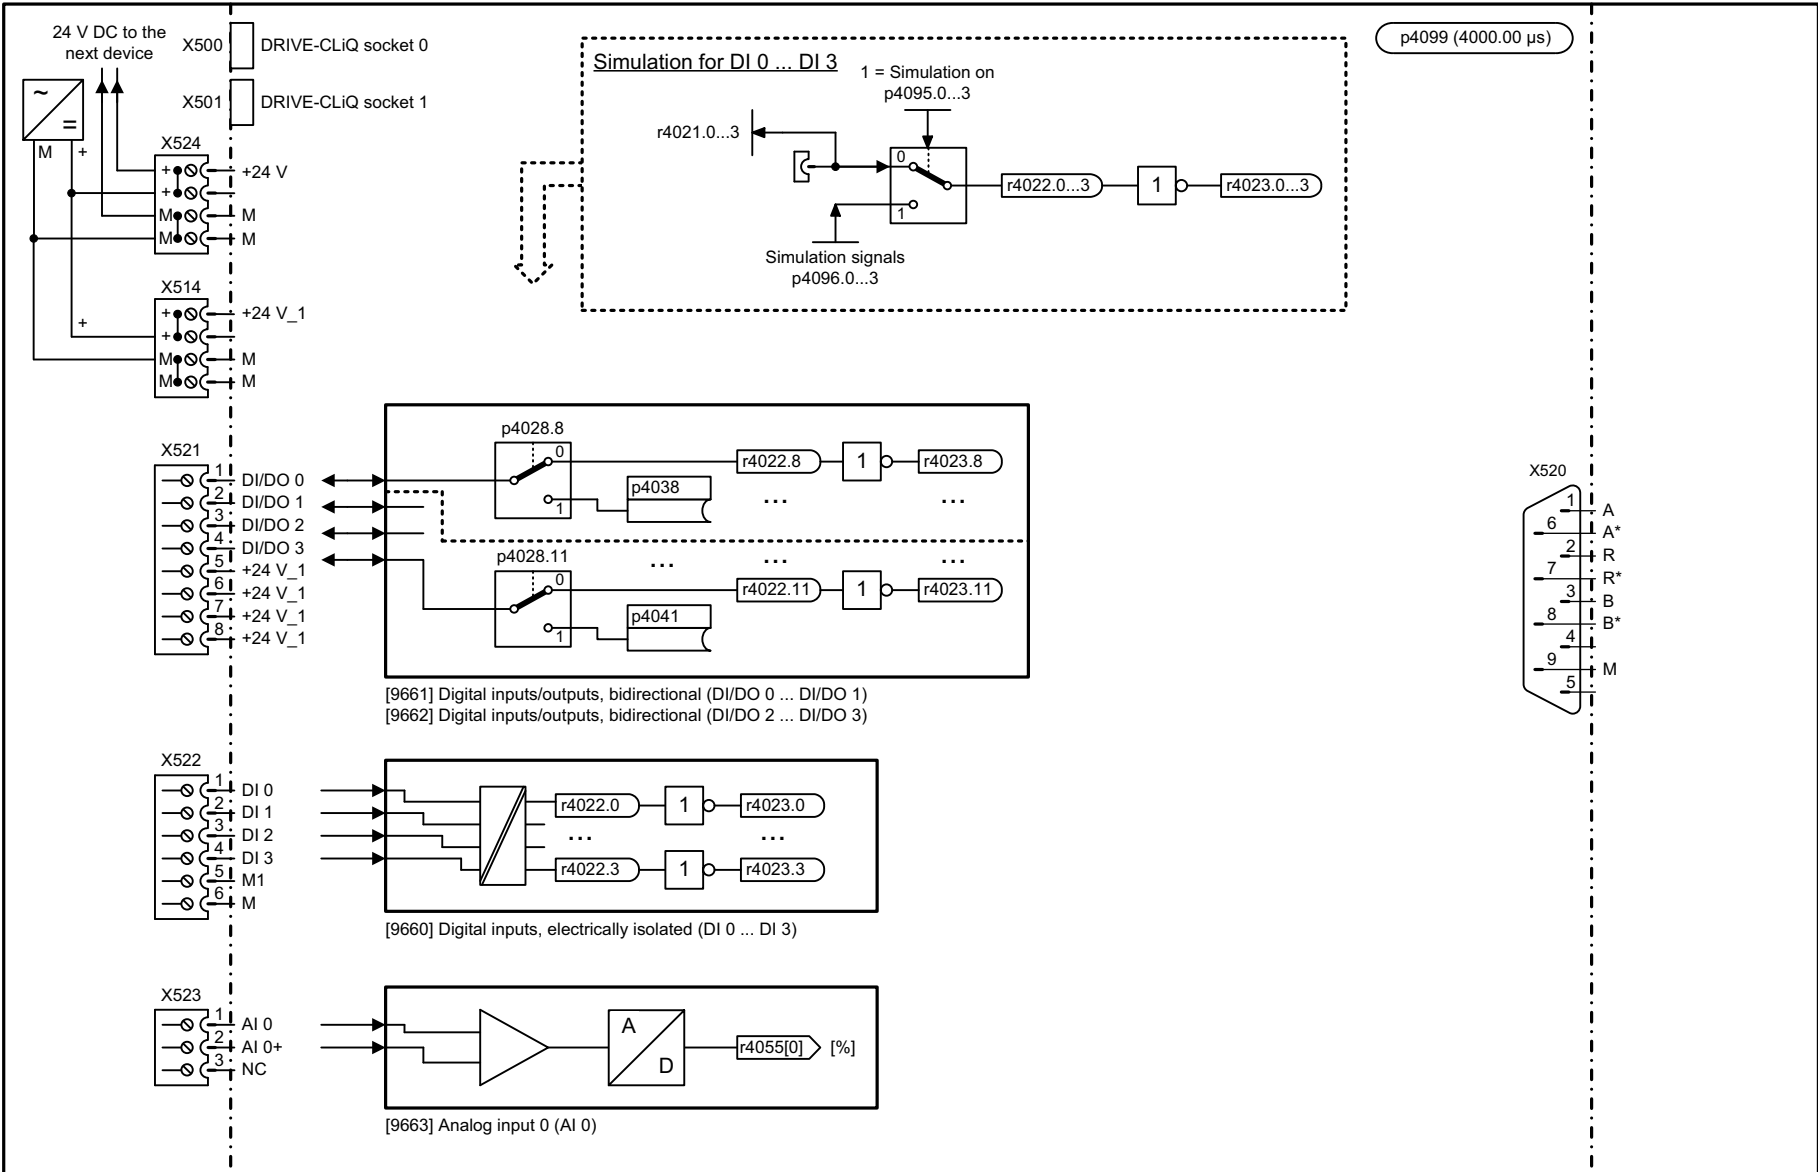 24 V DC to the
next device
X500 DRIVE-CLiQ socket 0
X501 DRIVE-CLiQ socket 1
~
=
M +
X524
+ +24 V
+
M M
M M
X514
+
+ +24 V_1
+
M M
M M
Simulation for DI 0 ... DI 3
1 = Simulation on
p4095.0...3
r4021.0...3
0
1
r4022.0...3
1
r4023.0...3
Simulation signals
p4096.0...3
p4099 (4000.00 µs)
X521
1 DI/DO 0
2 DI/DO 1
3 DI/DO 2
4 DI/DO 3
5 +24 V_1
6 +24 V_1
7 +24 V_1
8 +24 V_1
p4028.8
0
1
r4022.8
1
r4023.8
p4038
... ...
p4028.11
... ... ...
0
1
r4022.11
1
r4023.11
p4041
[9661] Digital inputs/outputs, bidirectional (DI/DO 0 ... DI/DO 1)
[9662] Digital inputs/outputs, bidirectional (DI/DO 2 ... DI/DO 3)
X520
1 A
6 A*
2 R
7 R*
3 B
8 B*
4
9 M
5
X522
1 DI 0
2 DI 1
3 DI 2
4 DI 3
5 M1
6 M
r4022.0
1
r4023.0
... ...
r4022.3
1
r4023.3
[9660] Digital inputs, electrically isolated (DI 0 ... DI 3)
X523
1 AI 0
2 AI 0+
3 NC
A
D
r4055[0] [%]
[9663] Analog input 0 (AI 0)